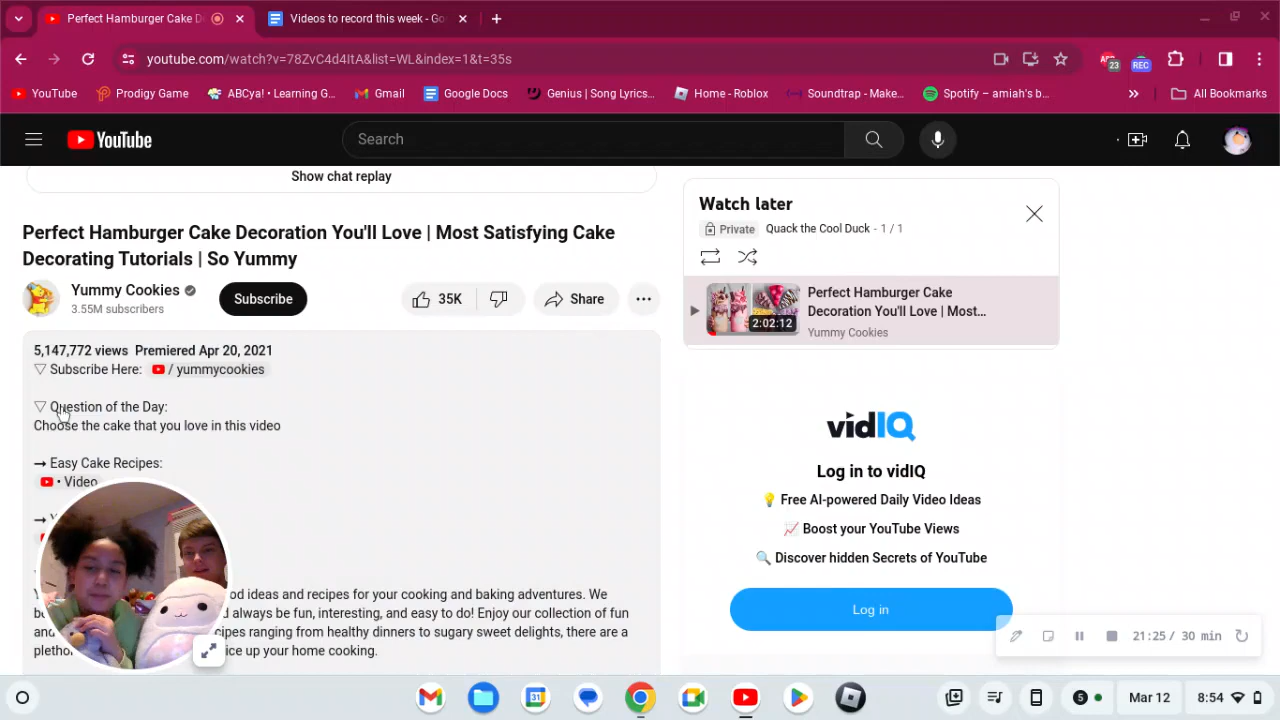 Perfect Hamburger Cake D
Videos to record this week - Go
youtube.com/watch?v=78ZvC4d4ItA&list=WL&index=1&t=35s
23
REC
YouTube
Prodigy Game
ABCya! • Learning G...
Gmail
Google Docs
Genius | Song Lyrics...
Home - Roblox
Soundtrap - Make...
Spotify – amiah's b...
All Bookmarks
YouTube
Search
Show chat replay
Perfect Hamburger Cake Decoration You'll Love | Most Satisfying Cake
Decorating Tutorials | So Yummy
Yummy Cookies
3.55M subscribers
Subscribe
35K
Share
5,147,772 views Premiered Apr 20, 2021
▽ Subscribe Here: / yummycookies
▽ Question of the Day:
Choose the cake that you love in this video
➞ Easy Cake Recipes:
• Video
od ideas and recipes for your cooking and baking adventures. We
always be fun, interesting, and easy to do! Enjoy our collection of fun
and
cipes ranging from healthy dinners to sugary sweet delights, there are a
pletho
ice up your home cooking.
Watch later
Private Quack the Cool Duck - 1 / 1
2:02:12
Perfect Hamburger Cake
Decoration You'll Love | Most...
Yummy Cookies
vidIQ
Log in to vidIQ
💡 Free AI-powered Daily Video Ideas
📈 Boost your YouTube Views
🔍 Discover hidden Secrets of YouTube
Log in
21:25 / 30 min
5
Mar 12
8:54